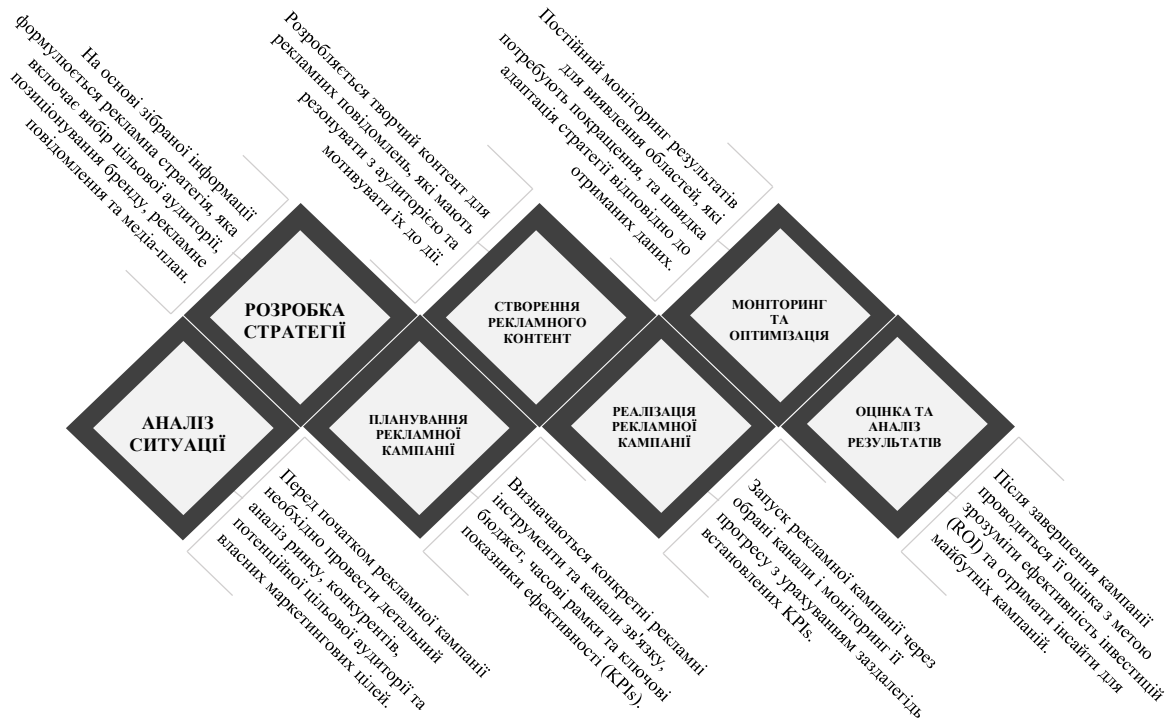 На основі зібраної інформації
формулюється рекламна стратегія, яка
включає вибір цільової аудиторії,
позиціонування бренду, рекламне
повідомлення та медіа-план.
Розробляється творчий контент для
рекламних повідомлень, які мають
резонувати з аудиторією та
мотивувати їх до дії.
Постійний моніторинг результатів
для виявлення областей, які
потребують покращення, та швидка
адаптація стратегії відповідно до
отриманих даних.
РОЗРОБКА
СТРАТЕГІЇ
СТВОРЕННЯ
РЕКЛАМНОГО
КОНТЕНТ
МОНІТОРИНГ
ТА
ОПТИМІЗАЦІЯ
АНАЛІЗ
СИТУАЦІЇ
ПЛАНУВАННЯ
РЕКЛАМНОЇ
КАМПАНІЇ
РЕАЛІЗАЦІЯ
РЕКЛАМНОЇ
КАМПАНІЇ
ОЦІНКА ТА
АНАЛІЗ
РЕЗУЛЬТАТІВ
Перед початком рекламної кампанії
необхідно провести детальний
аналіз ринку, конкурентів,
потенційної цільової аудиторії та
власних маркетингових цілей.
Визначаються конкретні рекламні
інструменти та канали зв'язку,
бюджет, часові рамки та ключові
показники ефективності (KPIs).
Запуск рекламної кампанії через
обрані канали і моніторинг її
прогресу з урахуванням заздалегідь
встановлених KPIs.
Після завершення кампанії
проводиться її оцінка з метою
зрозуміти ефективність інвестицій
(ROI) та отримати інсайти для
майбутніх кампаній.